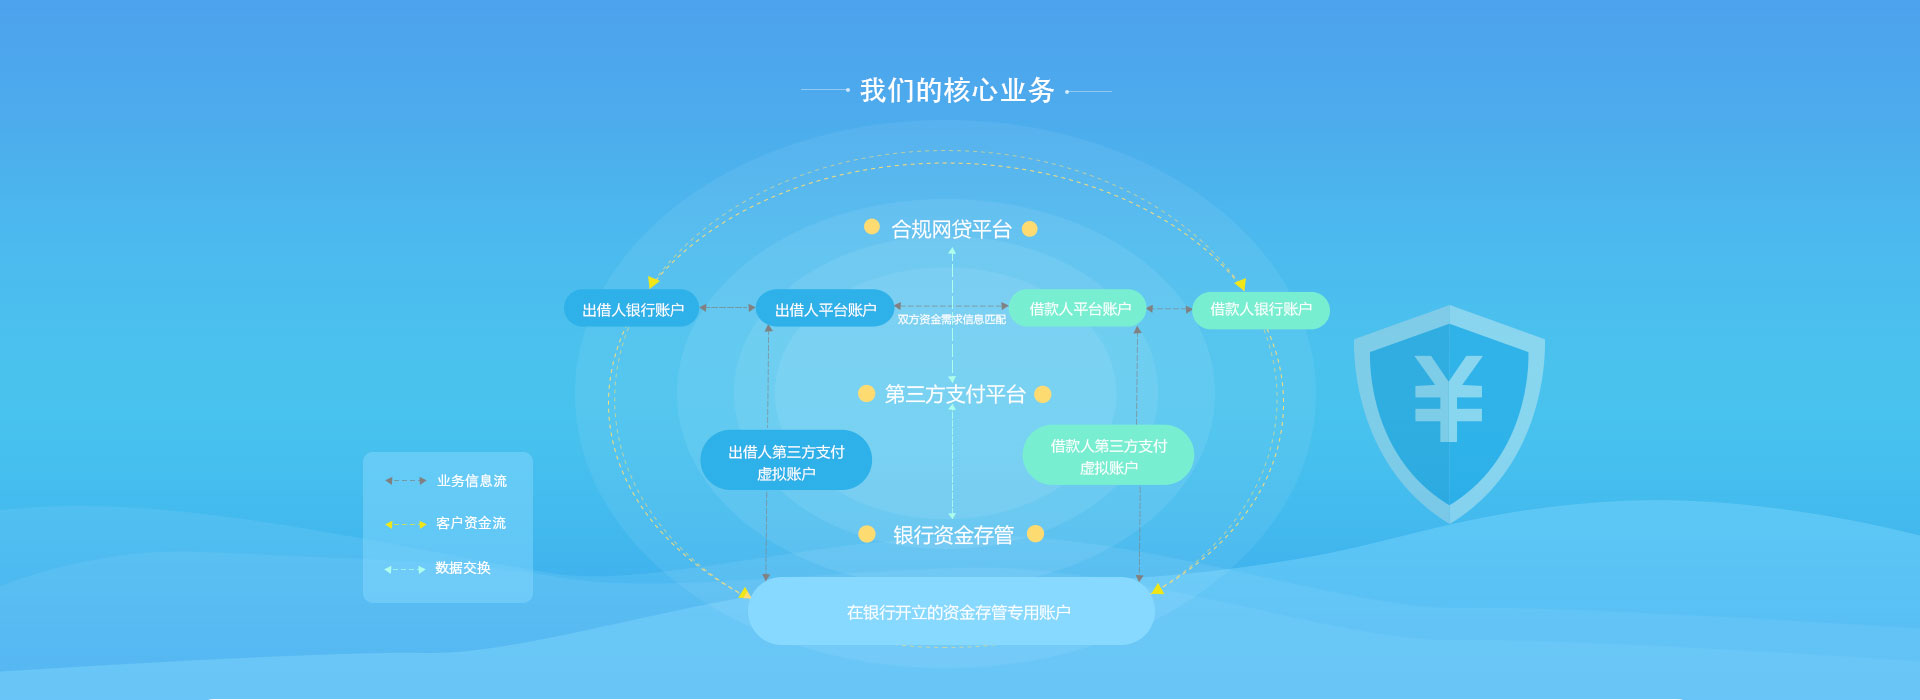 我们的核心业务
合规网贷平台
出借人银行账户
出借人平台账户
双方资金需求信息匹配
借款人平台账户
借款人银行账户
第三方支付平台
出借人第三方支付
虚拟账户
借款人第三方支付
虚拟账户
业务信息流
客户资金流
数据交换
银行资金存管
在银行开立的资金存管专用账户